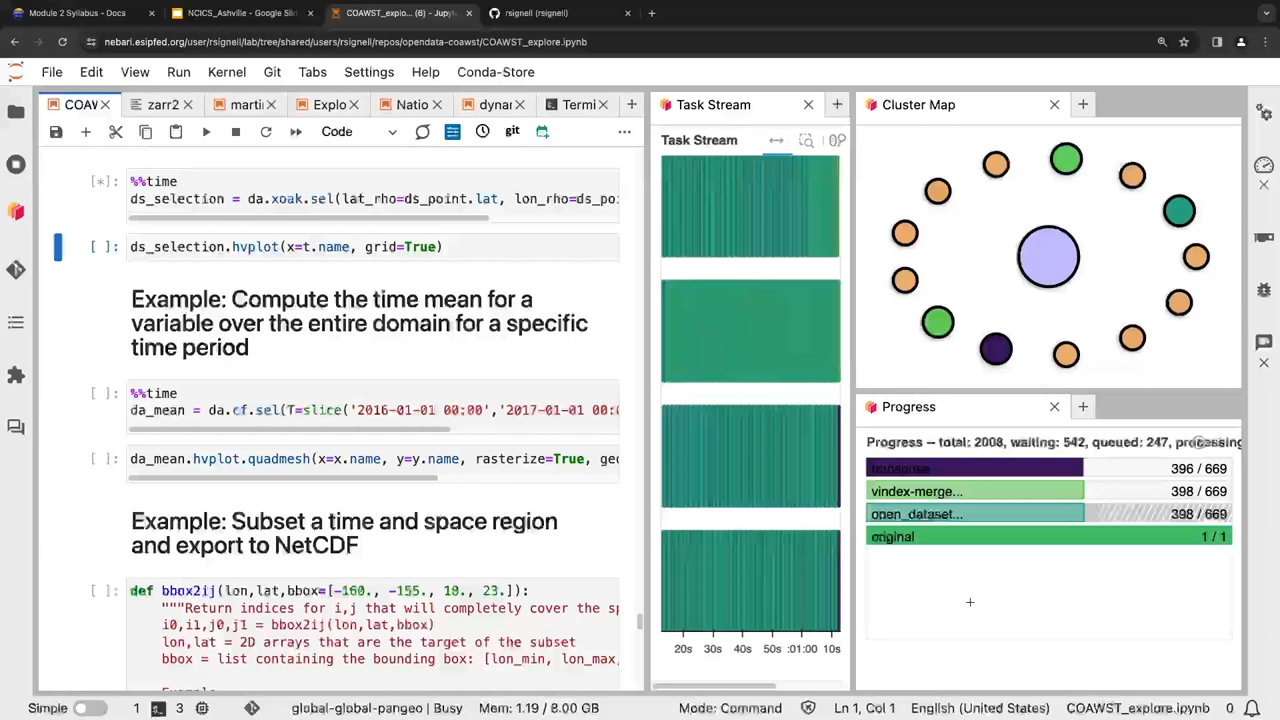 Module 2 Syllabus - Docs
NCICS_Ashville - Google Sli
COAWST_explo... (6) - Jupyt
rsignell (rsignell)
nebari.esipfed.org/user/rsignell/lab/tree/shared/users/rsignell/repos/opendata-coawst/COAWST_explore.ipynb
File Edit View Run Kernel Git Tabs Settings Help Conda-Store
COAW zarr2 martin Explo Natio dynar Termi
Code
git
[*]: %%time
ds_selection = da.xoak.sel(lat_rho=ds_point.lat, lon_rho=ds_poi
[ ]: ds_selection.hvplot(x=t.name, grid=True)
Example: Compute the time mean for a
variable over the entire domain for a specific
time period
[ ]: %%time
da_mean = da.cf.sel(T=slice('2016-01-01 00:00','2017-01-01 00:0
[ ]: da_mean.hvplot.quadmesh(x=x.name, y=y.name, rasterize=True, geo
Example: Subset a time and space region
and export to NetCDF
[ ]: def bbox2ij(lon,lat,bbox=[-160., -155., 18., 23.]):
"""Return indices for i,j that will completely cover the sp
i0,i1,j0,j1 = bbox2ij(lon,lat,bbox)
lon,lat = 2D arrays that are the target of the subset
bbox = list containing the bounding box: [lon_min, lon_max,
Example
Task Stream
Task Stream
20s 30s 40s 50s :01:00 10s
Cluster Map
Progress
Progress -- total: 2008, waiting: 542, queued: 247, processing
transpose 396 / 669
vindex-merge... 398 / 669
open_dataset... 398 / 669
original 1 / 1
Simple 1 3 global-global-pangeo | Busy Mem: 1.19 / 8.00 GB Mode: Command Ln 1, Col 1 English (United States) COAWST_explore.ipynb 0